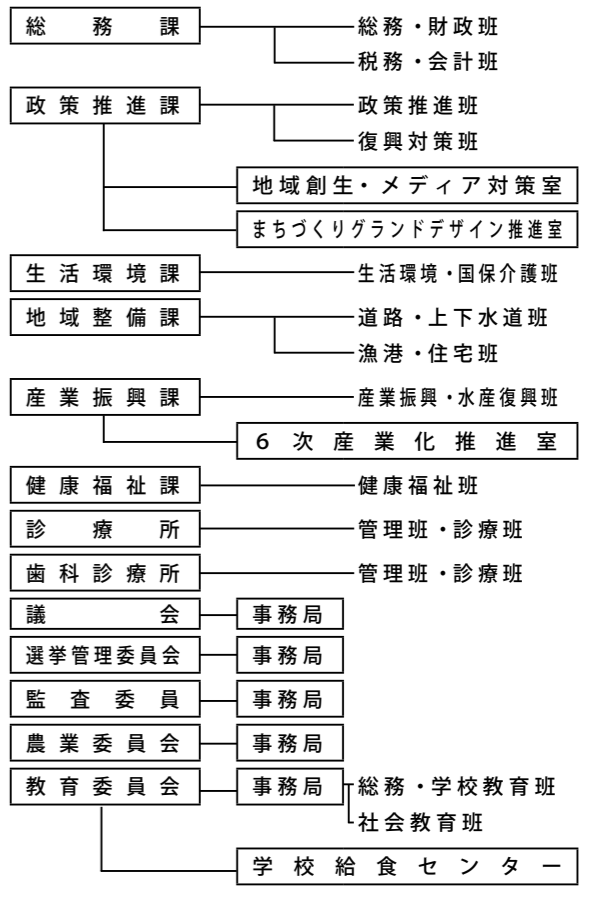 総務課 総務・財政班
税務・会計班
政策推進課 政策推進班
復興対策班
地域創生・メディア対策室
まちづくりグランドデザイン推進室
生活環境課 生活環境・国保介護班
地域整備課 道路・上下水道班
漁港・住宅班
産業振興課 産業振興・水産復興班
6次産業化推進室
健康福祉課 健康福祉班
診療所 管理班・診療班
歯科診療所 管理班・診療班
議会 事務局
選挙管理委員会 事務局
監査委員 事務局
農業委員会 事務局
教育委員会 事務局 総務・学校教育班
社会教育班
学校給食センター